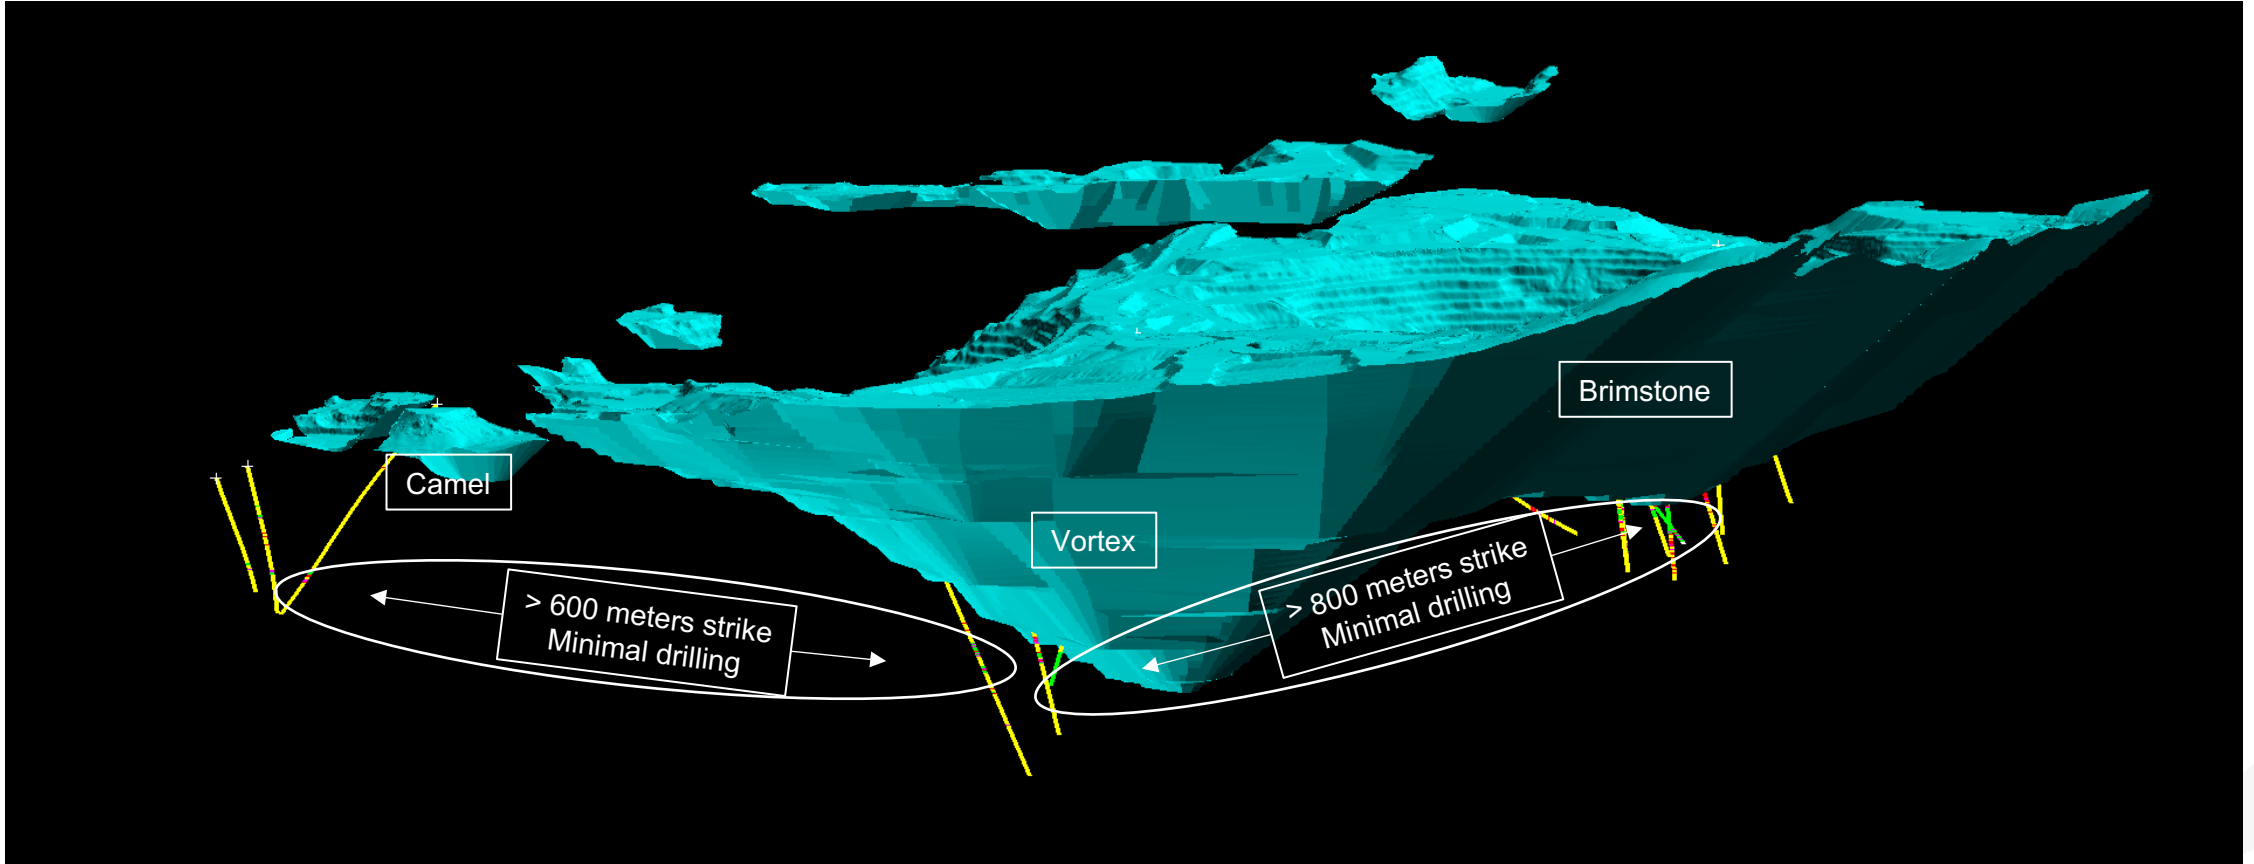 Brimstone
Camel
Vortex
> 600 meters strike
Minimal drilling
> 800 meters strike
Minimal drilling